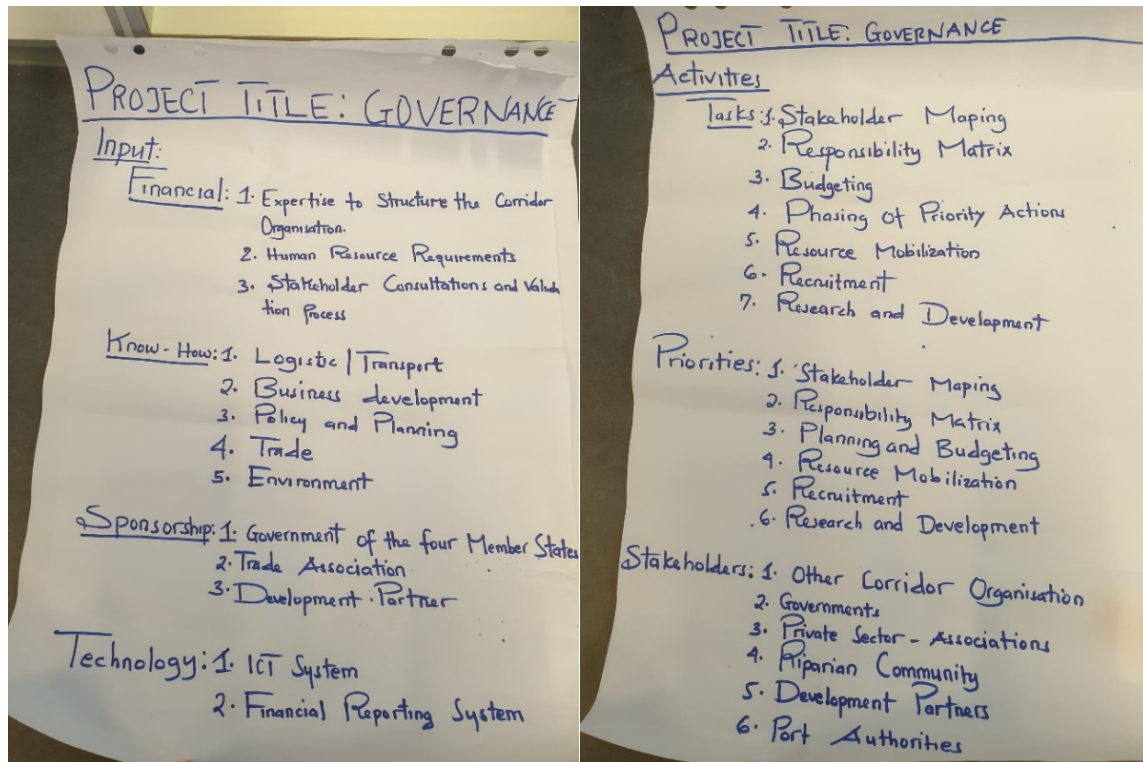 PROJECT TITLE: GOVERNANCE
Input:
Financial: 1. Expertise to Structure the Corridor
Organisation.
2. Human Resource Requirements
3. Stakeholder Consultations and Valida
tion Process
Know-How: 1. Logistic | Transport
2. Business development
3. Policy and Planning
4. Trade
5. Environment
Sponsorship: 1. Government of the four Member States
2. Trade Association
3. Development Partner
Technology: 1. ICT System
2. Financial Reporting System
PROJECT TITLE: GOVERNANCE
Activities
Tasks: 1. Stakeholder Maping
2. Responsibility Matrix
3. Budgeting
4. Phasing of Priority Actions
5. Resource Mobilization
6. Recruitment
7. Research and Development
Priorities: 1. Stakeholder Maping
2. Responsibility Matrix
3. Planning and Budgeting
4. Resource Mobilization
5. Recruitment
6. Research and Development
Stakeholders: 1. Other Corridor Organisation
2. Governments
3. Private Sector - Associations
4. Riparian Community
5. Development Partners
6. Port Authorities